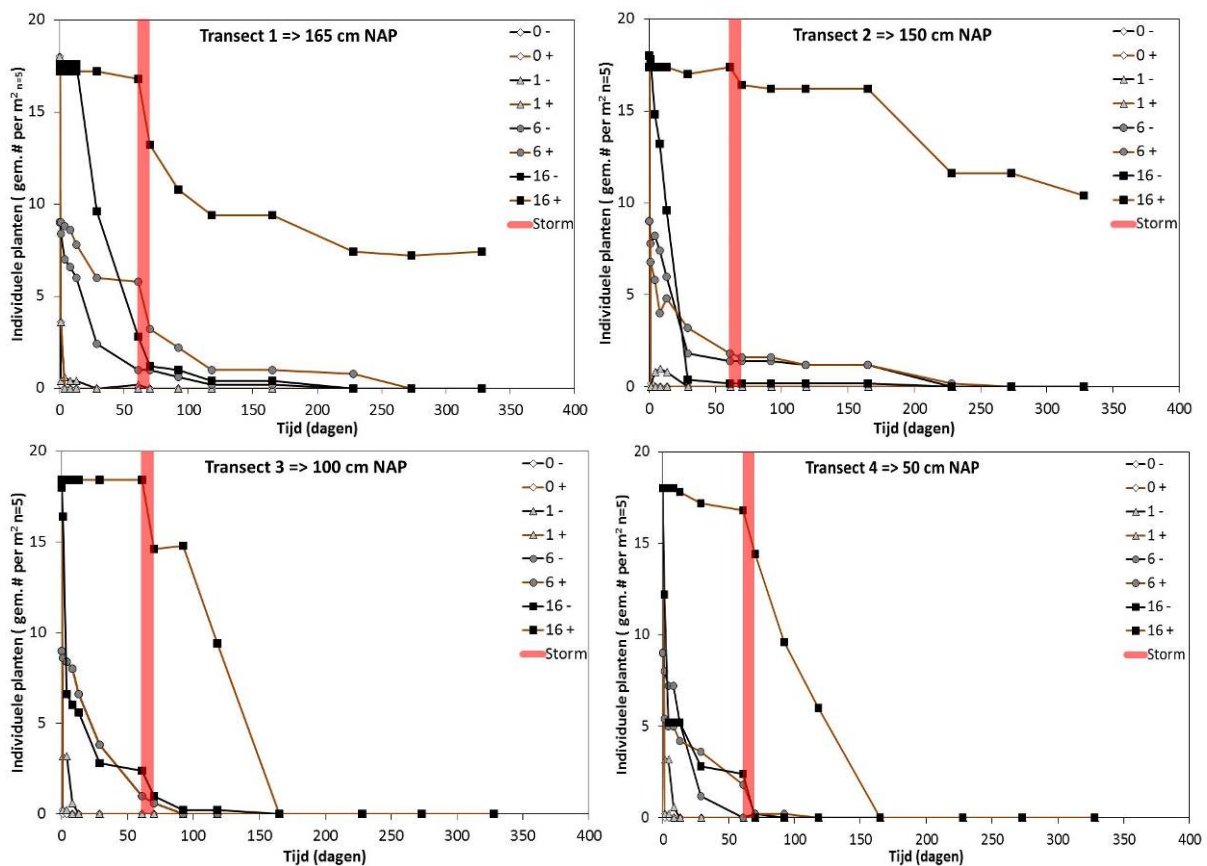 Transect 1 => 165 cm NAP
Individuele planten ( gem. # per m² n=5)
20
15
10
5
0
0 50 100 150 200 250 300 350 400
Tijd (dagen)
0 -
0 +
1 -
1 +
6 -
6 +
16 -
16 +
Storm
Transect 2 => 150 cm NAP
Individuele planten ( gem. # per m² n=5)
20
15
10
5
0
0 50 100 150 200 250 300 350 400
Tijd (dagen)
0 -
0 +
1 -
1 +
6 -
6 +
16 -
16 +
Storm
Transect 3 => 100 cm NAP
Individuele planten ( gem. # per m² n=5)
20
15
10
5
0
0 50 100 150 200 250 300 350 400
Tijd (dagen)
0 -
0 +
1 -
1 +
6 -
6 +
16 -
16 +
Storm
Transect 4 => 50 cm NAP
Individuele planten ( gem. # per m² n=5)
20
15
10
5
0
0 50 100 150 200 250 300 350 400
Tijd (dagen)
0 -
0 +
1 -
1 +
6 -
6 +
16 -
16 +
Storm